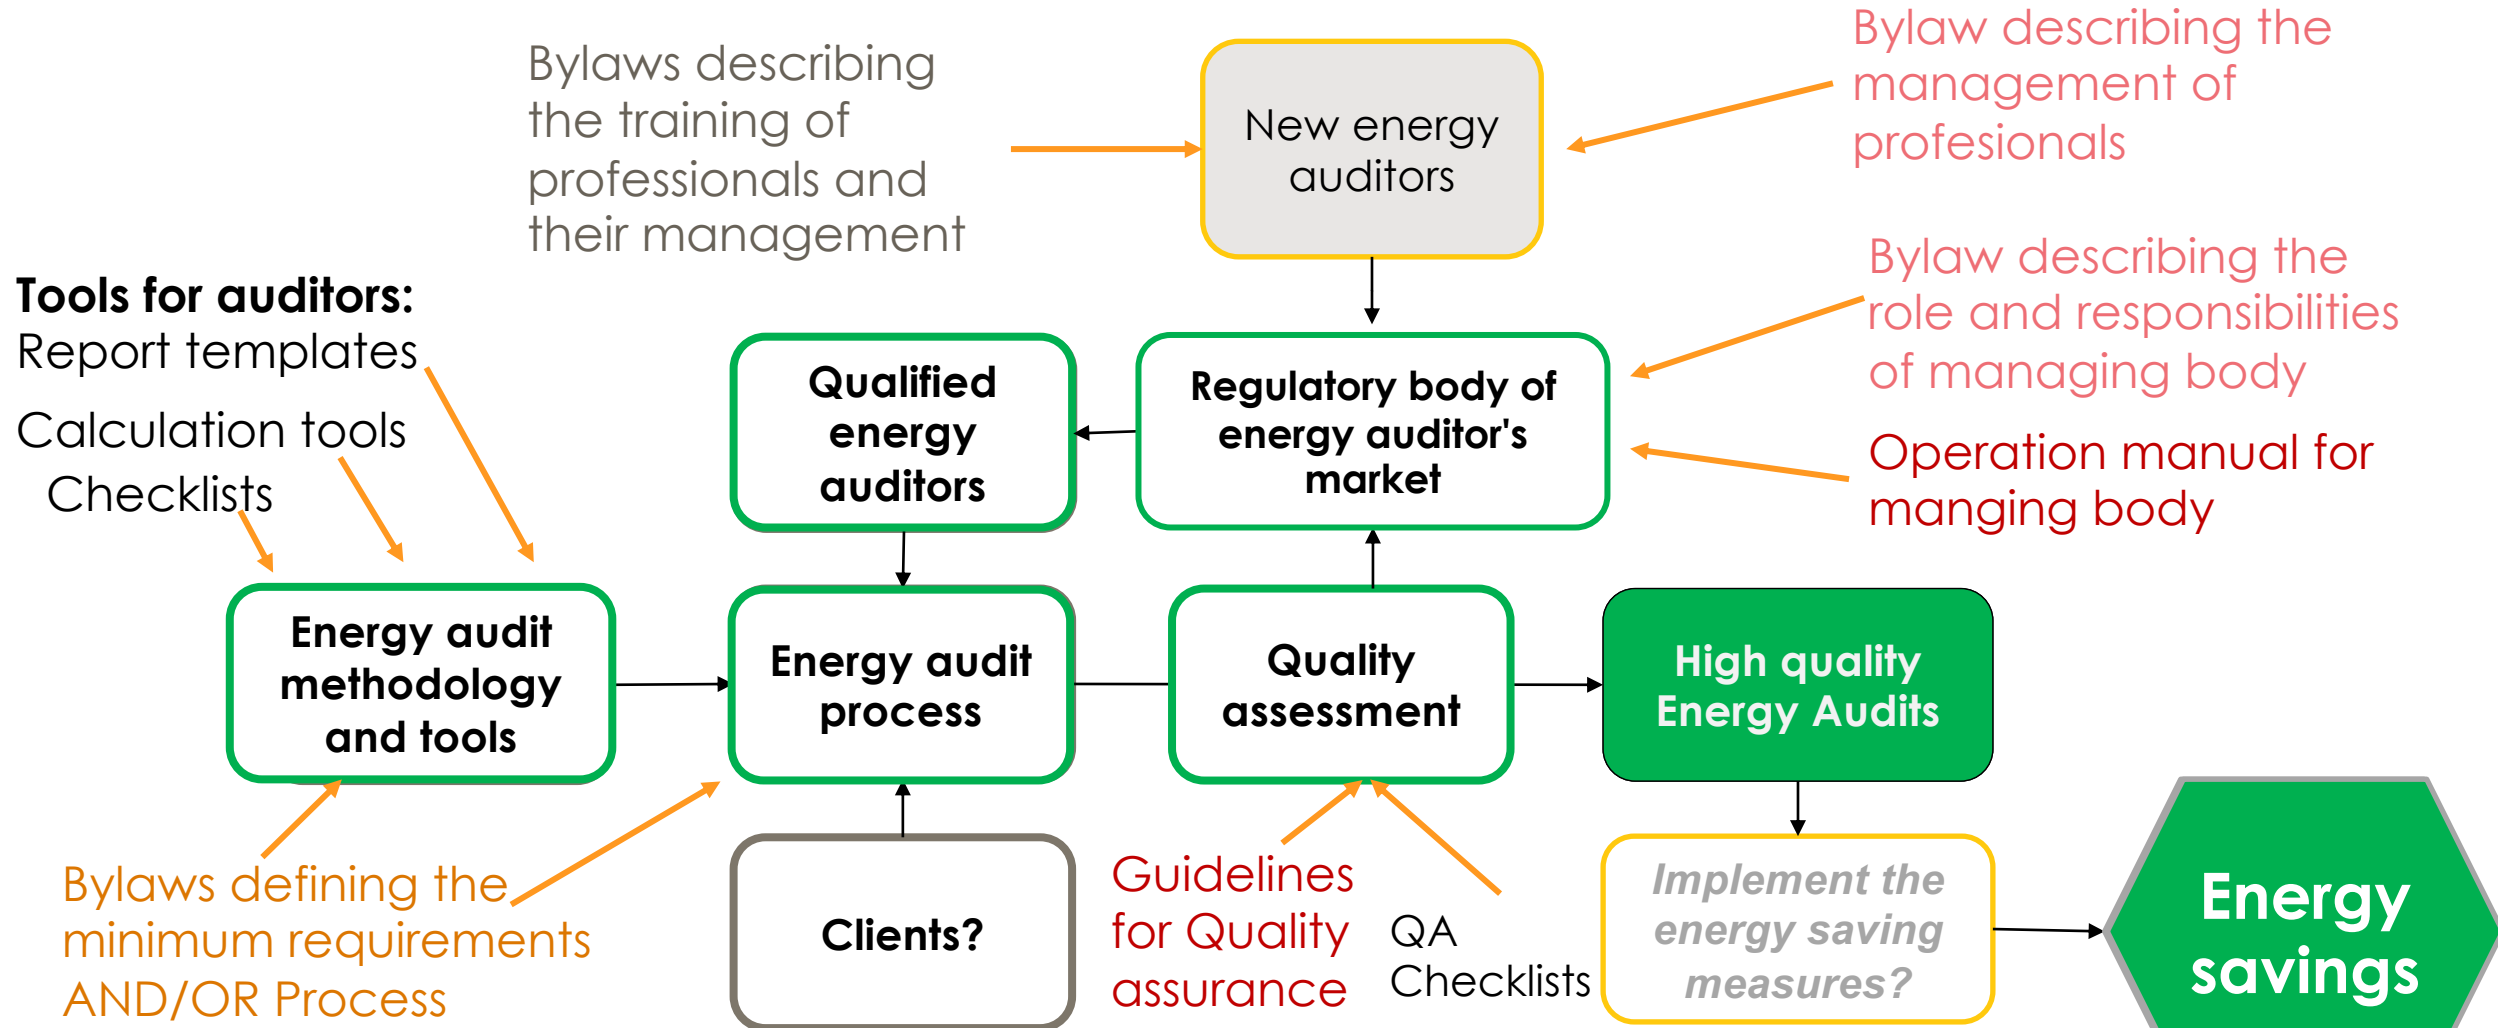 Bylaws describing
the training of
professionals and
their management
New energy
auditors
Bylaw describing the
management of
profesionals
Tools for auditors:
Report templates
Calculation tools
Checklists
Qualified
energy
auditors
Regulatory body of
energy auditor's
market
Bylaw describing the
role and responsibilities
of managing body
Operation manual for
manging body
Energy audit
methodology
and tools
Energy audit
process
Quality
assessment
High quality
Energy Audits
Bylaws defining the
minimum requirements
AND/OR Process
Clients?
Guidelines
for Quality
assurance
QA
Checklists
Implement the
energy saving
measures?
Energy
savings